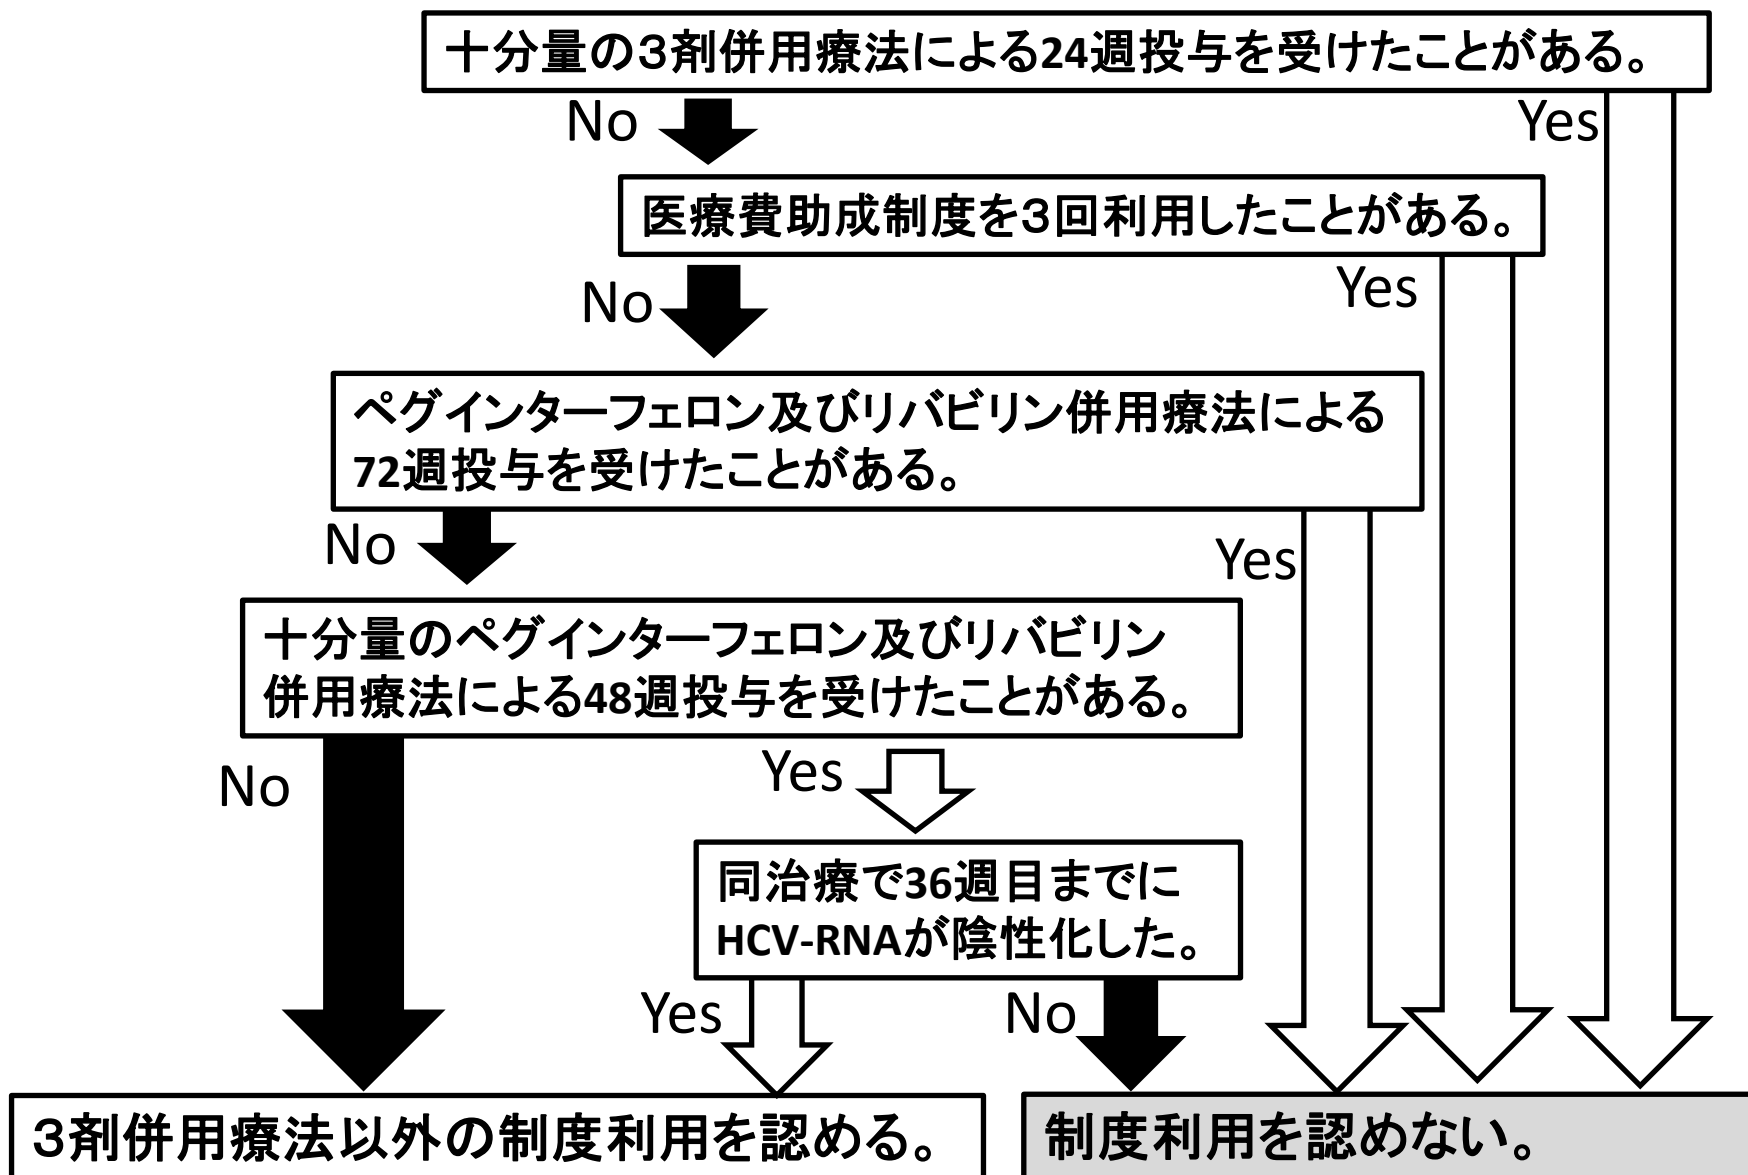 十分量の３剤併用療法による24週投与を受けたことがある。
No
Yes
医療費助成制度を３回利用したことがある。
No
Yes
ペグインターフェロン及びリバビリン併用療法による
72週投与を受けたことがある。
No
Yes
十分量のペグインターフェロン及びリバビリン
併用療法による48週投与を受けたことがある。
No
Yes
同治療で36週目までに
HCV-RNAが陰性化した。
Yes
No
３剤併用療法以外の制度利用を認める。
制度利用を認めない。